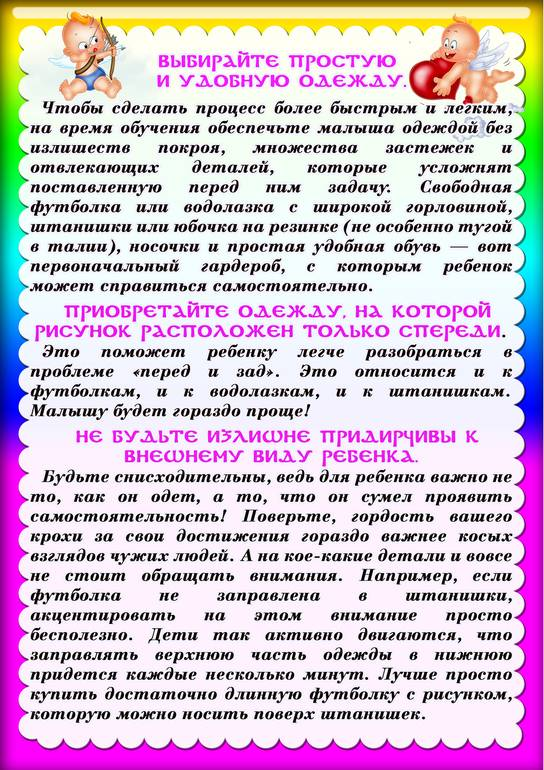 ВЫБИРАЙТЕ ПРОСТУЮ
И УДОБНУЮ ОДЕЖДУ.
Чтобы сделать процесс более быстрым и легким,
на время обучения обеспечьте малыша одеждой без
излишеств покроя, множества застежек и
отвлекающих деталей, которые усложнят
поставленную перед ним задачу. Свободная
футболка или водолазка с широкой горловиной,
штанишки или юбочка на резинке (не особенно тугой
в талии), носочки и простая удобная обувь — вот
первоначальный гардероб, с которым ребенок
может справиться самостоятельно.
ПРИОБРЕТАЙТЕ ОДЕЖДУ, НА КОТОРОЙ
РИСУНОК РАСПОЛОЖЕН ТОЛЬКО СПЕРЕДИ.
Это поможет ребенку легче разобраться в
проблеме «перед и зад». Это относится и к
футболкам, и к водолазкам, и к штанишкам.
Малышу будет гораздо проще!
НЕ БУДЬТЕ ИЗЛИШНЕ ПРИДИРЧИВЫ К
ВНЕШНЕМУ ВИДУ РЕБЕНКА.
Будьте снисходительны, ведь для ребенка важно не
то, как он одет, а то, что он сумел проявить
самостоятельность! Поверьте, гордость вашего
крохи за свои достижения гораздо важнее косых
взглядов чужих людей. А на кое-какие детали и вовсе
не стоит обращать внимания. Например, если
футболка не заправлена в штанишки,
акцентировать на этом внимание просто
бесполезно. Дети так активно двигаются, что
заправлять верхнюю часть одежды в нижнюю
придется каждые несколько минут. Лучше просто
купить достаточно длинную футболку с рисунком,
которую можно носить поверх штанишек.